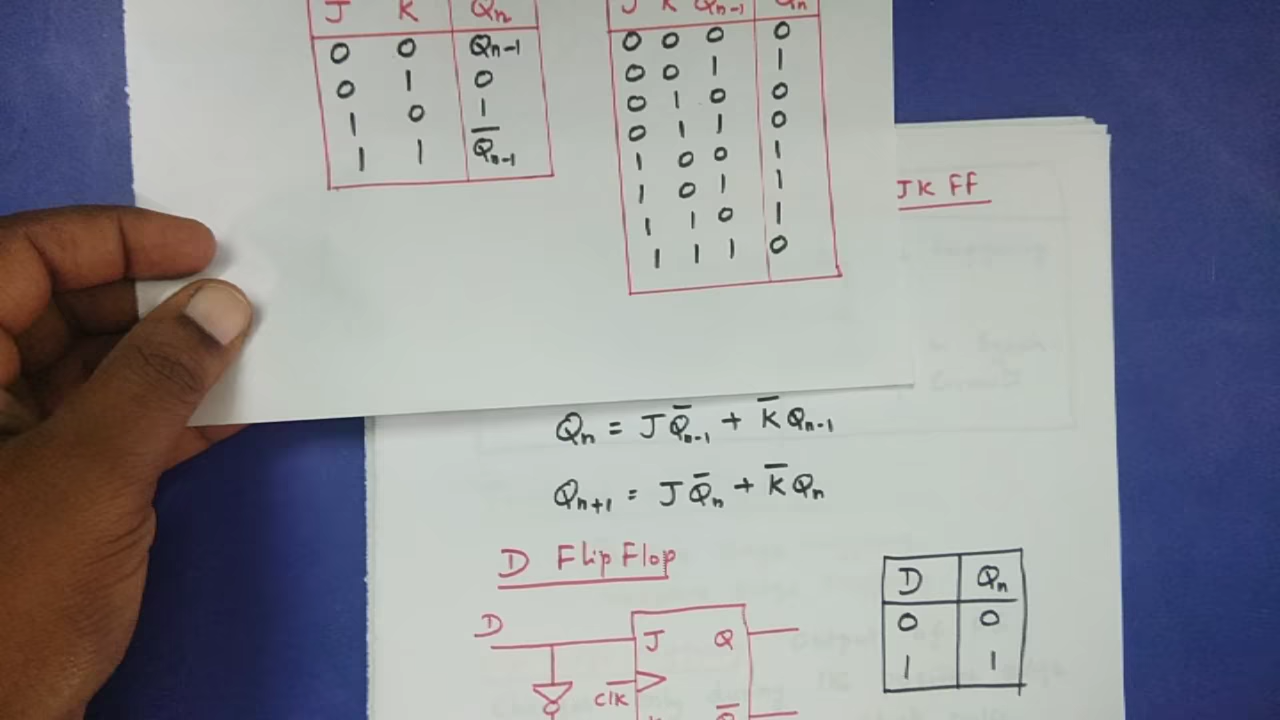 J K Qn
0 0 Qn-1
0 1 0
1 0 1
1 1 Q̅n-1
J K Qn-1 Qn
0 0 0 0
0 0 1 1
0 1 0 0
0 1 1 0
1 0 0 1
1 0 1 1
1 1 0 1
1 1 1 0
JK FF
Qn = J Q̅n-1 + K̅ Qn-1
Qn+1 = J Q̅n + K̅ Qn
D Flip Flop
D
J Q
Clk
Q̅
D Qn
0 0
1 1